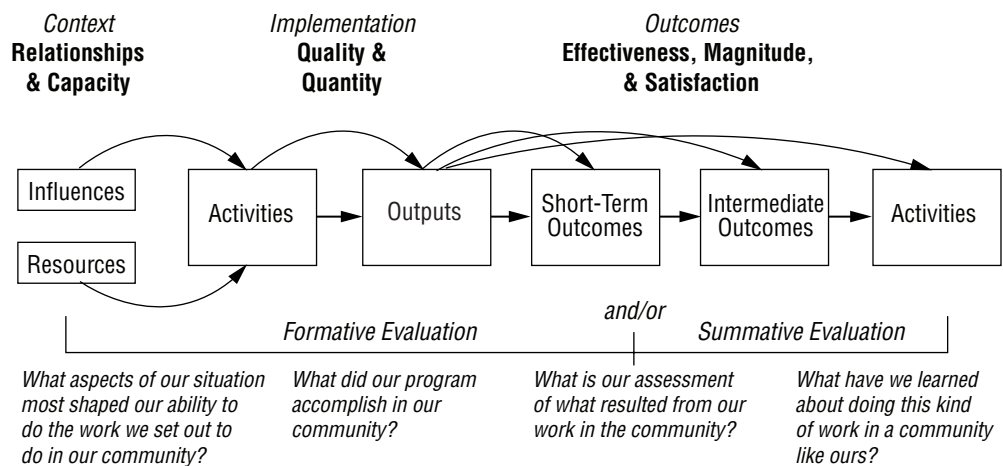 Context
Relationships
& Capacity
Implementation
Quality &
Quantity
Outcomes
Effectiveness, Magnitude,
& Satisfaction
Influences
Resources
Activities
Outputs
Short-Term
Outcomes
Intermediate
Outcomes
Activities
Formative Evaluation
and/or
Summative Evaluation
What aspects of our situation
most shaped our ability to
do the work we set out to
do in our community?
What did our program
accomplish in our
community?
What is our assessment
of what resulted from our
work in the community?
What have we learned
about doing this kind
of work in a community
like ours?